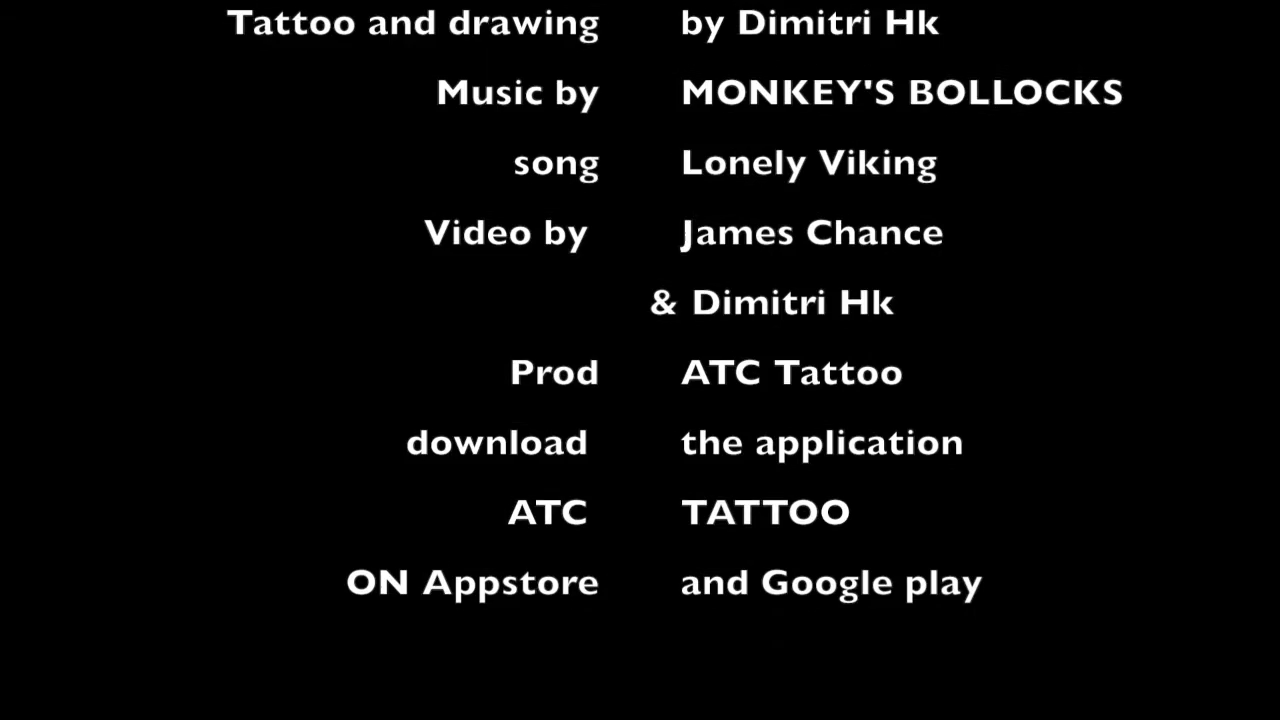 Tattoo and drawing by Dimitri Hk
Music by MONKEY'S BOLLOCKS
song Lonely Viking
Video by James Chance
& Dimitri Hk
Prod ATC Tattoo
download the application
ATC TATTOO
ON Appstore and Google play